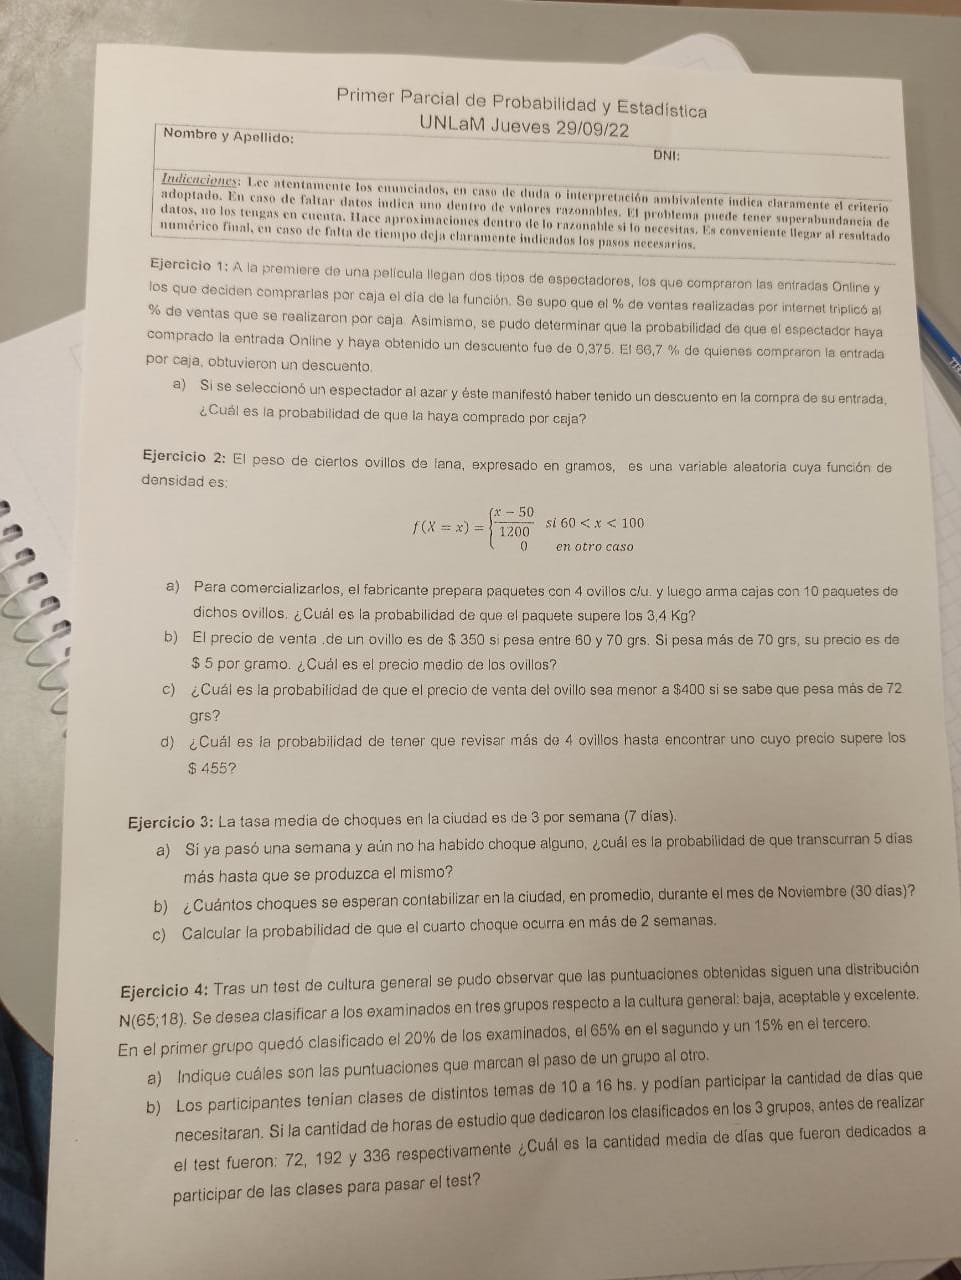 Primer Parcial de Probabilidad y Estadística
UNLaM Jueves 29/09/22
Nombre y Apellido:
DNI:
Indicaciones: Lee atentamente los enunciados, en caso de duda o interpretación ambivalente indica claramente el criterio
adoptado. En caso de faltar datos indica uno dentro de valores razonables. El problema puede tener superabundancia de
datos, no los tengas en cuenta. Hace aproximaciones dentro de lo razonable si lo necesitas. Es conveniente llegar al resultado
numérico final, en caso de falta de tiempo deja claramente indicados los pasos necesarios.
Ejercicio 1: A la premiere de una película llegan dos tipos de espectadores, los que compraron las entradas Online y
los que deciden comprarlas por caja el día de la función. Se supo que el % de ventas realizadas por internet triplicó al
% de ventas que se realizaron por caja. Asimismo, se pudo determinar que la probabilidad de que el espectador haya
comprado la entrada Online y haya obtenido un descuento fue de 0,375. El 66,7 % de quienes compraron la entrada
por caja, obtuvieron un descuento.
a) Si se seleccionó un espectador al azar y éste manifestó haber tenido un descuento en la compra de su entrada,
¿Cuál es la probabilidad de que la haya comprado por caja?
Ejercicio 2: El peso de ciertos ovillos de lana, expresado en gramos, es una variable aleatoria cuya función de
densidad es:
f(X = x) = { (x − 50)/1200 si 60 < x < 100
0 en otro caso
a) Para comercializarlos, el fabricante prepara paquetes con 4 ovillos c/u. y luego arma cajas con 10 paquetes de
dichos ovillos. ¿Cuál es la probabilidad de que el paquete supere los 3,4 Kg?
b) El precio de venta .de un ovillo es de $ 350 si pesa entre 60 y 70 grs. Si pesa más de 70 grs, su precio es de
$ 5 por gramo. ¿Cuál es el precio medio de los ovillos?
c) ¿Cuál es la probabilidad de que el precio de venta del ovillo sea menor a $400 si se sabe que pesa más de 72
grs?
d) ¿Cuál es la probabilidad de tener que revisar más de 4 ovillos hasta encontrar uno cuyo precio supere los
$ 455?
Ejercicio 3: La tasa media de choques en la ciudad es de 3 por semana (7 días).
a) Si ya pasó una semana y aún no ha habido choque alguno, ¿cuál es la probabilidad de que transcurran 5 días
más hasta que se produzca el mismo?
b) ¿Cuántos choques se esperan contabilizar en la ciudad, en promedio, durante el mes de Noviembre (30 días)?
c) Calcular la probabilidad de que el cuarto choque ocurra en más de 2 semanas.
Ejercicio 4: Tras un test de cultura general se pudo observar que las puntuaciones obtenidas siguen una distribución
N(65;18). Se desea clasificar a los examinados en tres grupos respecto a la cultura general: baja, aceptable y excelente.
En el primer grupo quedó clasificado el 20% de los examinados, el 65% en el segundo y un 15% en el tercero.
a) Indique cuáles son las puntuaciones que marcan el paso de un grupo al otro.
b) Los participantes tenían clases de distintos temas de 10 a 16 hs. y podían participar la cantidad de días que
necesitaran. Si la cantidad de horas de estudio que dedicaron los clasificados en los 3 grupos, antes de realizar
el test fueron: 72, 192 y 336 respectivamente ¿Cuál es la cantidad media de días que fueron dedicados a
participar de las clases para pasar el test?